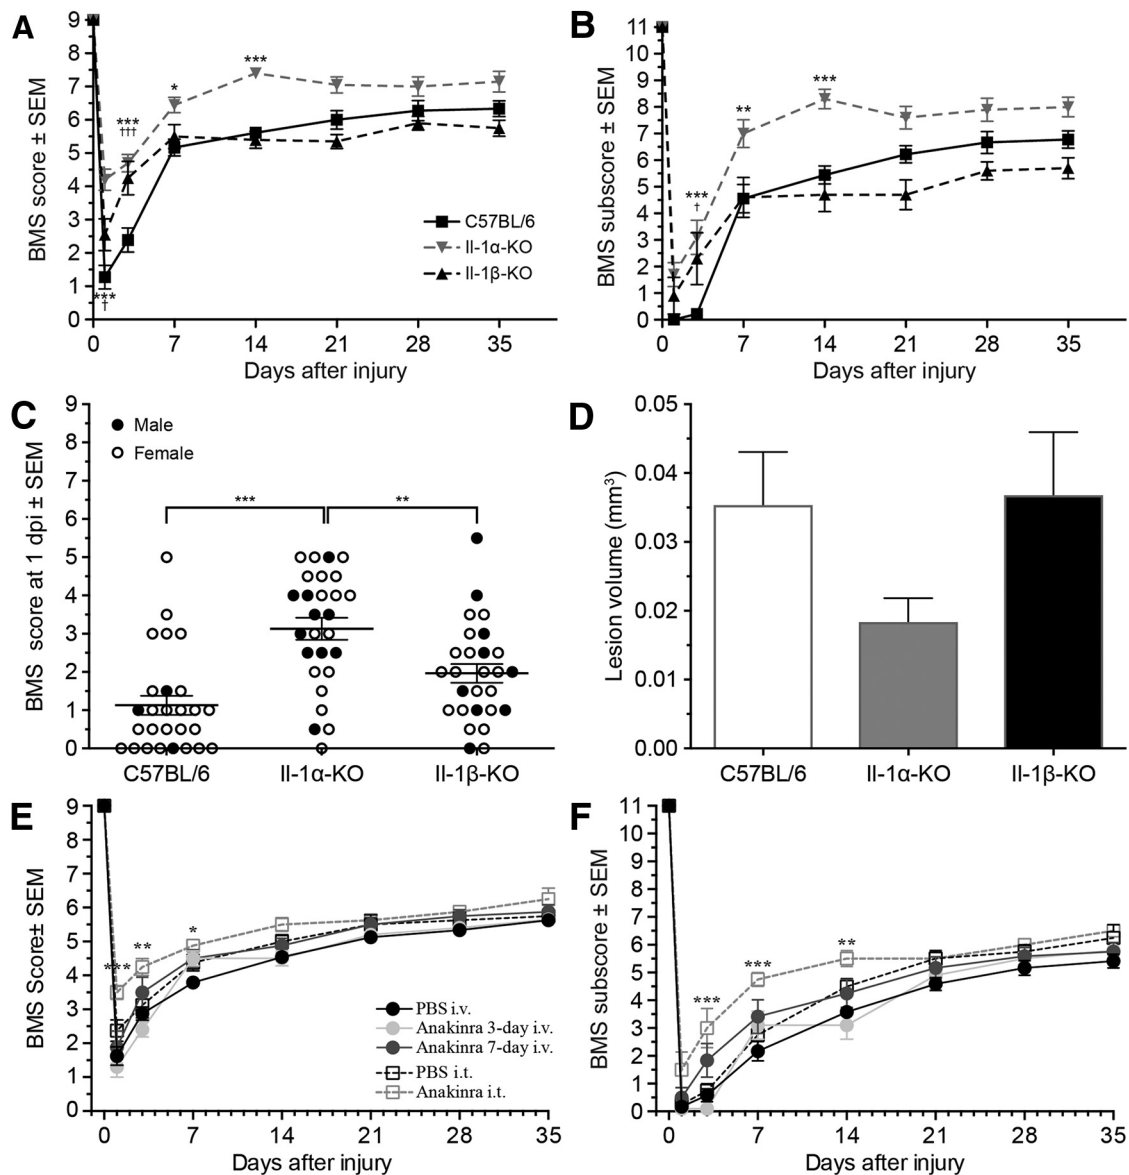 A
BMS score ± SEM
9
8
7
6
5
4
3
2
1
0
***
†
***
†††
*
***
C57BL/6
Il-1α-KO
Il-1β-KO
0 7 14 21 28 35
Days after injury
B
BMS subscore ± SEM
11
10
9
8
7
6
5
4
3
2
1
0
***
†
**
***
0 7 14 21 28 35
Days after injury
C
BMS score at 1 dpi ± SEM
9
8
7
6
5
4
3
2
1
0
Male
Female
***
**
C57BL/6 Il-1α-KO Il-1β-KO
D
Lesion volume (mm³)
0.05
0.04
0.03
0.02
0.01
0.00
C57BL/6 Il-1α-KO Il-1β-KO
E
BMS Score± SEM
9
8
7
6
5
4
3
2
1
0
***
**
*
PBS i.v.
Anakinra 3-day i.v.
Anakinra 7-day i.v.
PBS i.t.
Anakinra i.t.
0 7 14 21 28 35
Days after injury
F
BMS subscore ± SEM
11
10
9
8
7
6
5
4
3
2
1
0
***
***
**
0 7 14 21 28 35
Days after injury